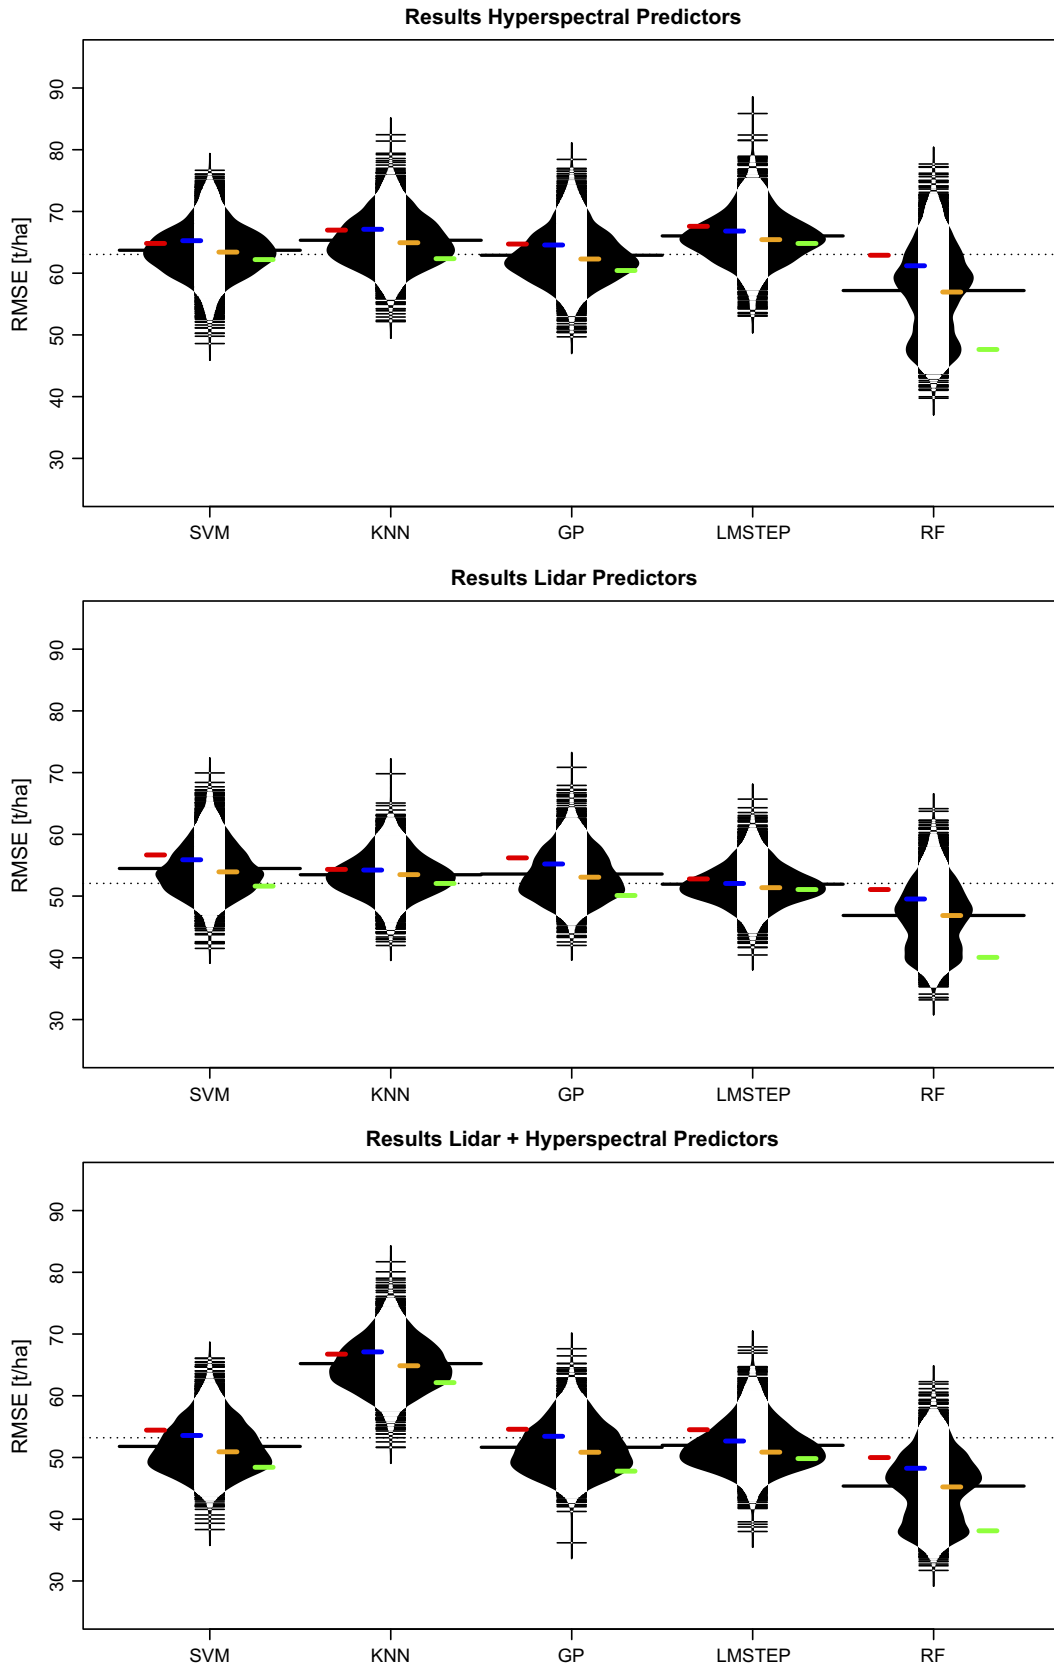 Results Hyperspectral Predictors
RMSE [t/ha]
90
80
70
60
50
40
30
SVM KNN GP LMSTEP RF
Results Lidar Predictors
RMSE [t/ha]
90
80
70
60
50
40
30
SVM KNN GP LMSTEP RF
Results Lidar + Hyperspectral Predictors
RMSE [t/ha]
90
80
70
60
50
40
30
SVM KNN GP LMSTEP RF